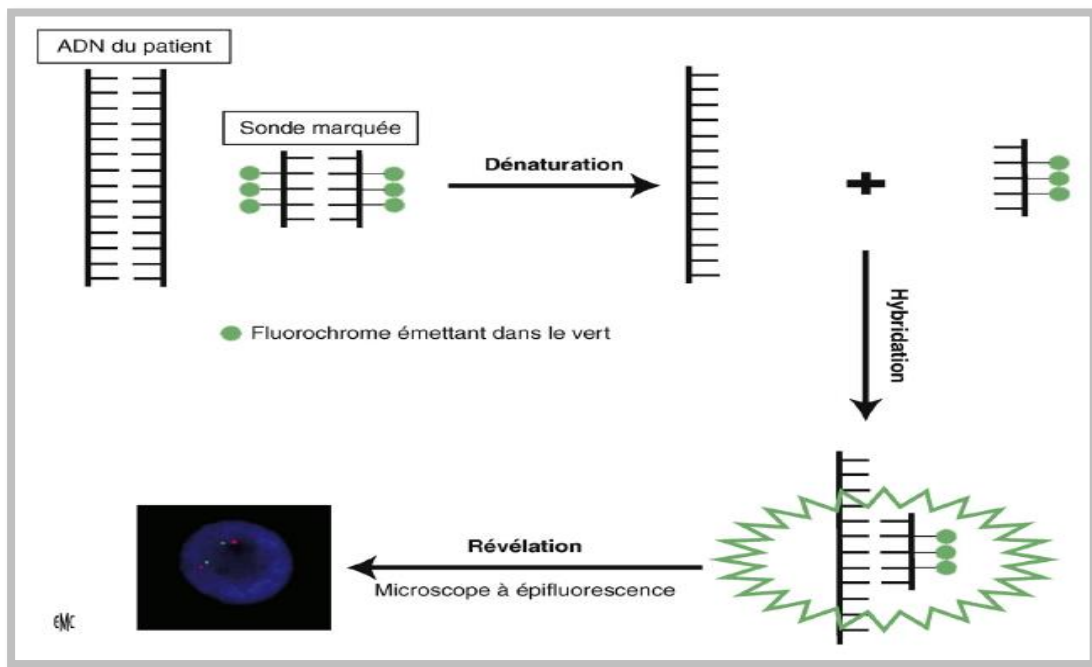 ADN du patient
Sonde marquée
Dénaturation
+
Fluorochrome émettant dans le vert
Hybridation
Révélation
Microscope à épifluorescence
EMC